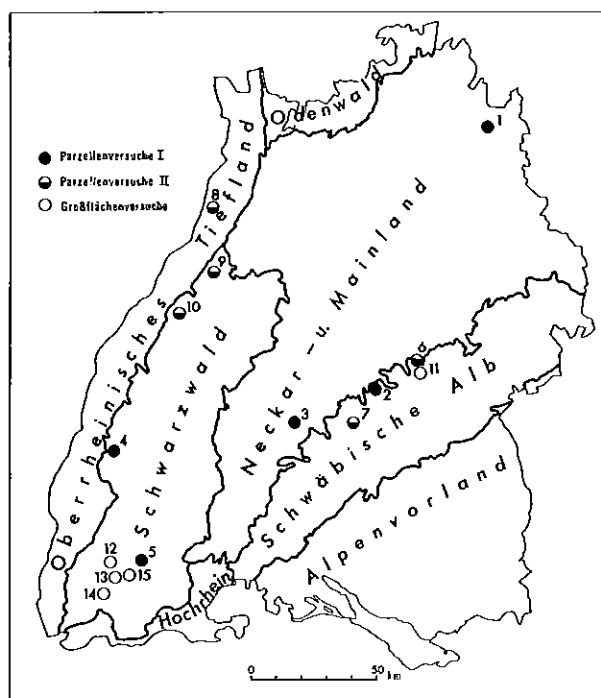 Odenwald
1
Parzellenversuche I
Parzellenversuche II
Großflächenversuche
8
9
10
Oberrheinisches Tiefland
Schwarzwald
Neckar – u. Mainland
6
11
2
7
3
4
Schwäbische Alb
Alpenvorland
12
5
13
15
14
Hochrhein
0
50
km